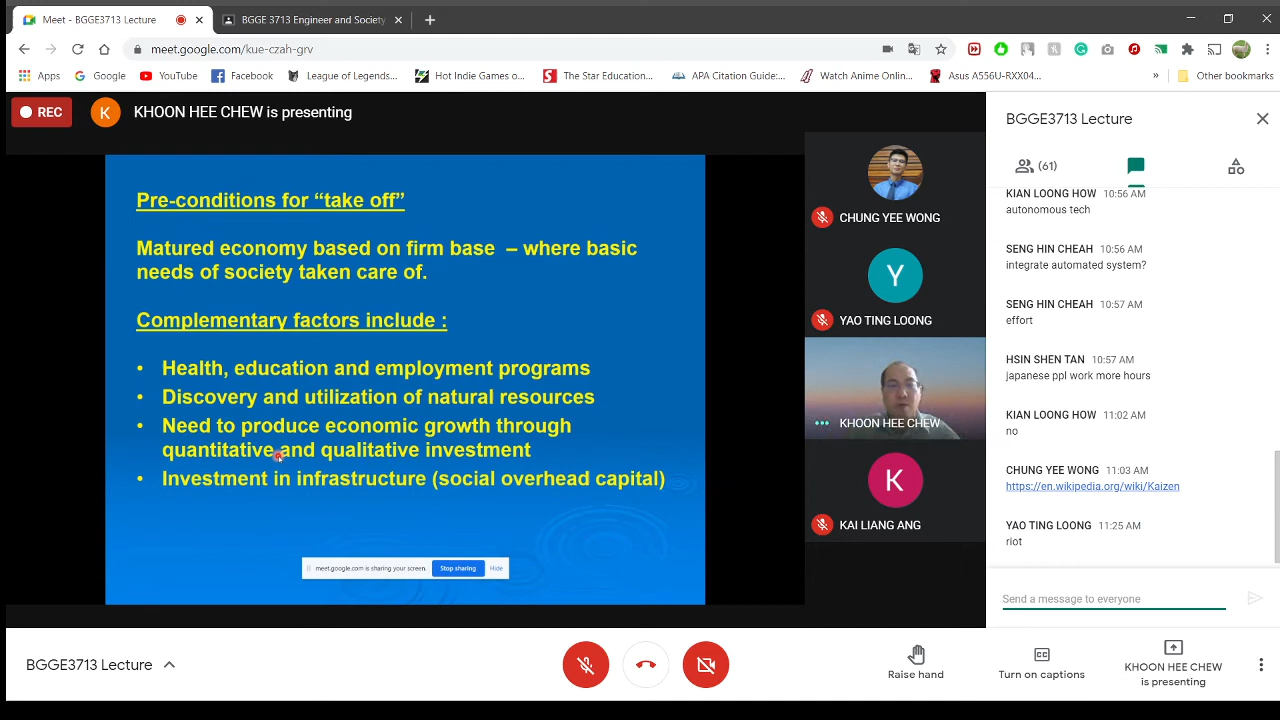 Meet - BGGE3713 Lecture
BGGE 3713 Engineer and Society
meet.google.com/kue-czah-grv
Apps
Google
YouTube
Facebook
League of Legends...
Hot Indie Games o...
The Star Education...
APA Citation Guide:...
Watch Anime Onlin...
Asus A556U-RXX04...
»
Other bookmarks
REC
K
KHOON HEE CHEW is presenting
Pre-conditions for “take off”
Matured economy based on firm base – where basic
needs of society taken care of.
Complementary factors include :
• Health, education and employment programs
• Discovery and utilization of natural resources
• Need to produce economic growth through
quantitative and qualitative investment
• Investment in infrastructure (social overhead capital)
meet.google.com is sharing your screen.
Stop sharing
Hide
CHUNG YEE WONG
Y
YAO TING LOONG
KHOON HEE CHEW
K
KAI LIANG ANG
BGGE3713 Lecture
(61)
KIAN LOONG HOW 10:56 AM
autonomous tech
SENG HIN CHEAH 10:56 AM
integrate automated system?
SENG HIN CHEAH 10:57 AM
effort
HSIN SHEN TAN 10:57 AM
japanese ppl work more hours
KIAN LOONG HOW 11:02 AM
no
CHUNG YEE WONG 11:03 AM
https://en.wikipedia.org/wiki/Kaizen
YAO TING LOONG 11:25 AM
riot
Send a message to everyone
BGGE3713 Lecture
Raise hand
CC
Turn on captions
KHOON HEE CHEW
is presenting